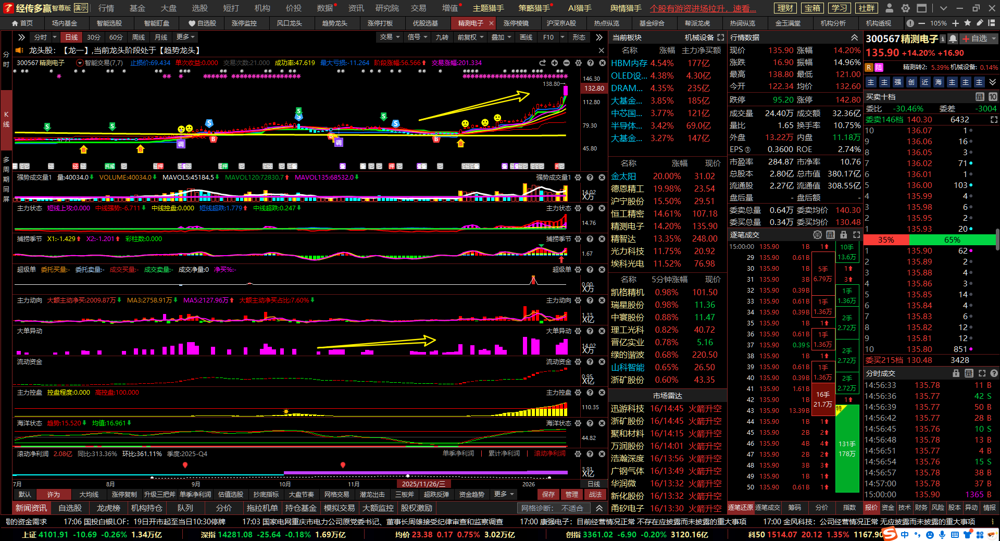 经传多赢 智尊版 演示 行情 基金 大盘 选股 短打 机构 价投 数据 资讯 研究院 交易 增值 主题猎手 策略猎手 AI猎手 舆情猎手 个股有游资进场拉升，速看... 理财 宝箱 学习 社群
首页 场内基金 智能选股 智能盯盘 自选股 涨停监控 风口龙头 趋势龙头 涨停打板 优股选基 精测电子 涨停棱镜 沪深京A股 热点纵览 基金综合 帮派龙虎 热词纵览 金玉满堂 机构分析 机构透视 105%
分时 日线 30分 60分 周线 月线 更多 交易 信号 九转 前复权 叠加 画线 F10 形态
龙头股：【龙一】,当前龙头阶段处于【趋势龙头】
300567 精测电子 智能交易(7,7) 止损价:69.434 单次收益:0.000 交易次数:21.000 成功率:47.619 最大亏损:-11.264 阶段涨幅:56.566 交易涨幅:201.334
分时
K线
多周期同屏
138.80
146.30
132.80
112.80
79.30
45.80
强势成交量1 量:40034.0 VOLUME:40034.0 MAVOL5:45184.5 MAVOL120:72830.7 MAVOL135:68532.0 强势成交量1
14.02
X万
主力状态 短线上攻:0.000 中线强势:-6.711 中线控盘:0.000 短线超跌:1.779 中线超跌:0.247 主力状态
14.76
捕捞季节 X1:-1.429 X2:-1.201 彩柱数:0.000 捕捞季节
1.67
超级单 委托买量:- 委托卖量:- 成交买量:- 成交卖量:- 成交净量:0 净买%:- 超级单
0.00
X万
主力动向 大额主动净买:2009.87万 MA3:2758.91万 MA5:2127.96万 大额主动净买占比:7.60% 主力动向
1.33
X亿
大单异动 大单异动
14.02
X万
流动资金 流动资金
0.95
X亿
主力控盘 控盘程度:0.000 高控盘:100.000 主力控盘
110.35
海洋状态 趋势:15.520 均值:16.961 海洋状态
44.82
滚动净利润 2.08亿 同比:313.36% 环比:361.11% 季度:2025-Q4 单季净利润 累计净利润 滚动净利润
3.91
X亿
7月 8月 9月 10月 11月 2025/11/26/三 2026 日线
默认 许为 大均线 涨停复制 升级三把斧 单季净利润 估值选股 抄底指标 大盘节奏 网格交易 潜龙出击 三板斧 超跌反弹 资金趋势 更多 保存 管理 战法
新闻资讯 自选股 龙虎榜 机构持仓 队列 分价 拖拉机单 持仓基金 模拟交易 大额监控 股权激励 网格诊断： 不适合
当前板块 机械设备
名称 涨幅 主力净买额
HBM内存 4.54% 177亿
OLED设... 4.38% 4.30亿
DRAM... 4.35% 235亿
大基金... 3.85% 185亿
中芯国... 3.77% 121亿
半导体... 3.42% 69.0亿
大基金... 3.27% 147亿
名称 涨幅 现价
金太阳 20.00% 31.02
德恩精工 19.98% 23.54
沪宁股份 15.50% 29.51
恒工精密 14.61% 107.18
精测电子 14.20% 135.90
精智达 13.35% 248.00
光力科技 11.75% 20.92
埃科光电 11.52% 76.98
名称 5分钟涨幅 现价
凯格精机 0.98% 101.50
瑞星股份 0.98% 11.36
中寰股份 0.88% 11.47
理工光科 0.82% 40.72
晋亿实业 0.78% 5.16
绿的谐波 0.68% 220.50
山科智能 0.65% 26.50
浙矿股份 0.60% 43.35
市场雷达
迅游科技 16/14:45 火箭升空
浙矿股份 16/14:45 火箭升空
聚和材料 16/14:15 火箭升空
万润股份 16/14:01 火箭升空
浩瀚深度 16/13:56 火箭升空
广钢气体 16/13:49 火箭升空
华润微 16/13:32 火箭升空
新化股份 16/13:32 火箭升空
甬矽电子 16/13:30 火箭升空
行情数据
现价 135.90 涨幅 14.20%
涨跌 16.90 振幅 14.96%
最高 138.80 最低 121.00
今开 122.34 均价 132.60
跌停 95.20 涨停 142.80
成交量 24.40万 成交额 32.36亿
量比 1.65 换手率 10.75%
外盘 13.22万 内盘 11.18万
EPS③ 0.3600 ROE 2.74%
市盈率 284.87 市净率 10.76
总股本 2.80亿 总市值 380.17亿
流通股 2.27亿 流通值 308.55亿
盘后量 - 盘后额 -
委卖总量 0.64万 委卖均价 140.30
委买总量 0.34万 委买均价 130.48
逐笔成交
15:00:00 135.90 1B 1
29 135.90 0.61B
30 135.90 1B
31 135.90 3B
32 135.90 0.39B
33 135.90 0.61B
34 135.90 0.39B
35 135.90 1B 1
36 135.90 0.61B
37 135.90 0.39S
38 135.90 1B 1
39 135.90 0.61B
40 135.90 0.39B
41 135.90 1.61B
42 135.90 1B
43 135.90 13.39B
44 135.90 1B 1
45 135.90 2B 2
46 135.90 4B 4
47 135.90 2B 2
48 135.90 3B 3
49 135.90 1B 1
50 135.90 0.61B 1
5手
6.79万
1手
1.36万
1手
1.36万
1手
1.36万
16手
21.7万
10手
13.6万
1
3
1手
1.36万
2手
2.72万
2手
2.72万
2手
2.72万
1
特
131手
178万
逐笔还原 逐笔成交 筹码 分价 指数
300567 精测电子 自选
135.90 +14.20% +16.90
R 陆 精测转2: 5.39% 机械设备: 0.14%
主 主 强 创 近 海 主 主 主
买卖十档
委比 -30.46% 委差 -3004
委卖146档 140.30 6432
10 136.07 1
9 136.06 16
8 136.05 3
7 136.02 71
6 136.01 1
5 136.00 103
4 135.99 4
3 135.98 6
2 135.95 2
1 135.93 20
35% 65%
1 135.90 62
2 135.89 2
3 135.88 4
4 135.86 3
5 135.85 14
6 135.84 4
7 135.83 6
8 135.82 12
9 135.81 12
10 135.80 851
委买215档 130.48 3428
分时成交
14:56:33 135.78 11 B
14:56:36 135.77 42 S
14:56:39 135.77 50 B
14:56:42 135.77 28 B
14:56:45 135.76 10 S
14:56:48 135.78 13 B
14:56:51 135.77 4 B
14:56:54 135.76 15 S
14:56:57 135.78 38 B
14:57:00 135.78 37 B
15:00:00 135.90 1365 B
报价 资金 技术 财务 风险 股本 异动 情报
的资金需求 17:06 国投白银LOF：19日开市起至当日10:30停牌 17:03 国家电网重庆市电力公司原党委书记、董事长周雄接受纪律审查和监察调查 17:00 康强电子：目前经营情况正常 不存在应披露而未披露的重大事项 17:00 金风科技：公司经营情况正常 无应披露而未披露的重大事项
上证 4101.91 -10.69 -0.26% 1.34万亿 深指 14281.08 -25.64 -0.18% 1.69万亿 均价 23.38 0.17 0.75% 3.02万亿 创指 3361.02 -6.90 -0.20% 3120.16亿 科50 1514.07 20.12 1.35% 1167.90
中